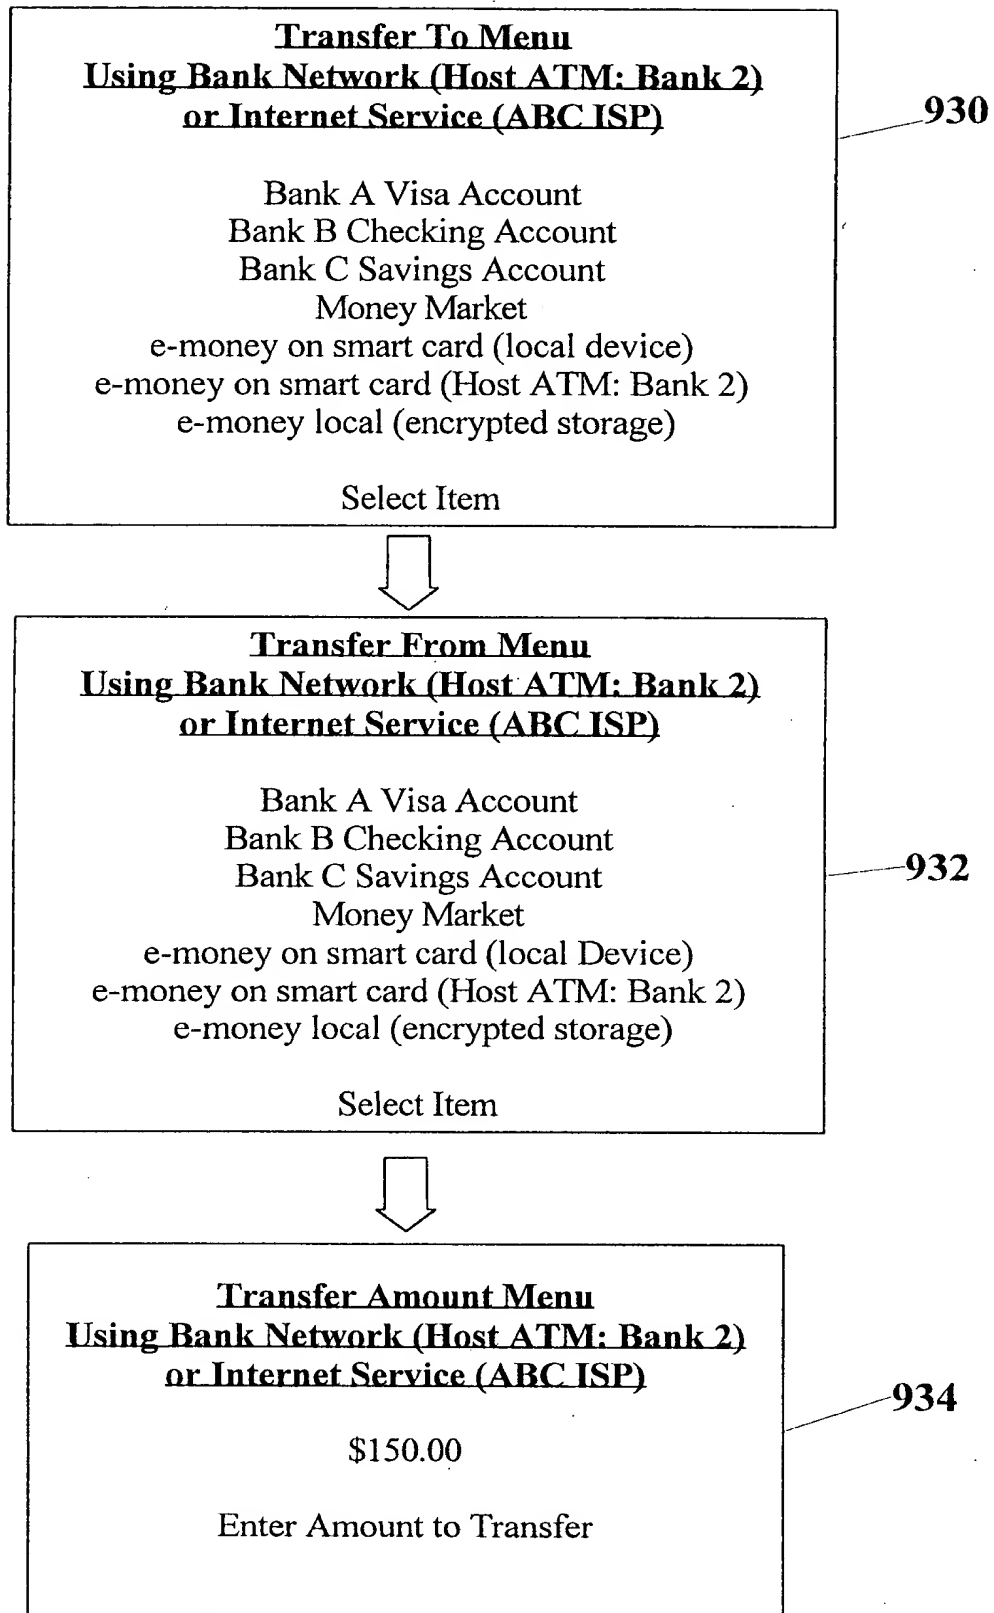 Transfer To Menu
Using Bank Network (Host ATM: Bank 2)
or Internet Service (ABC ISP)
930
Bank A Visa Account
Bank B Checking Account
Bank C Savings Account
Money Market
e-money on smart card (local device)
e-money on smart card (Host ATM: Bank 2)
e-money local (encrypted storage)
Select Item
Transfer From Menu
Using Bank Network (Host ATM: Bank 2)
or Internet Service (ABC ISP)
Bank A Visa Account
Bank B Checking Account
Bank C Savings Account
932
Money Market
e-money on smart card (local Device)
e-money on smart card (Host ATM: Bank 2)
e-money local (encrypted storage)
Select Item
Transfer Amount Menu
Using Bank Network (Host ATM: Bank 2)
or Internet Service (ABC ISP)
934
$150.00
Enter Amount to Transfer